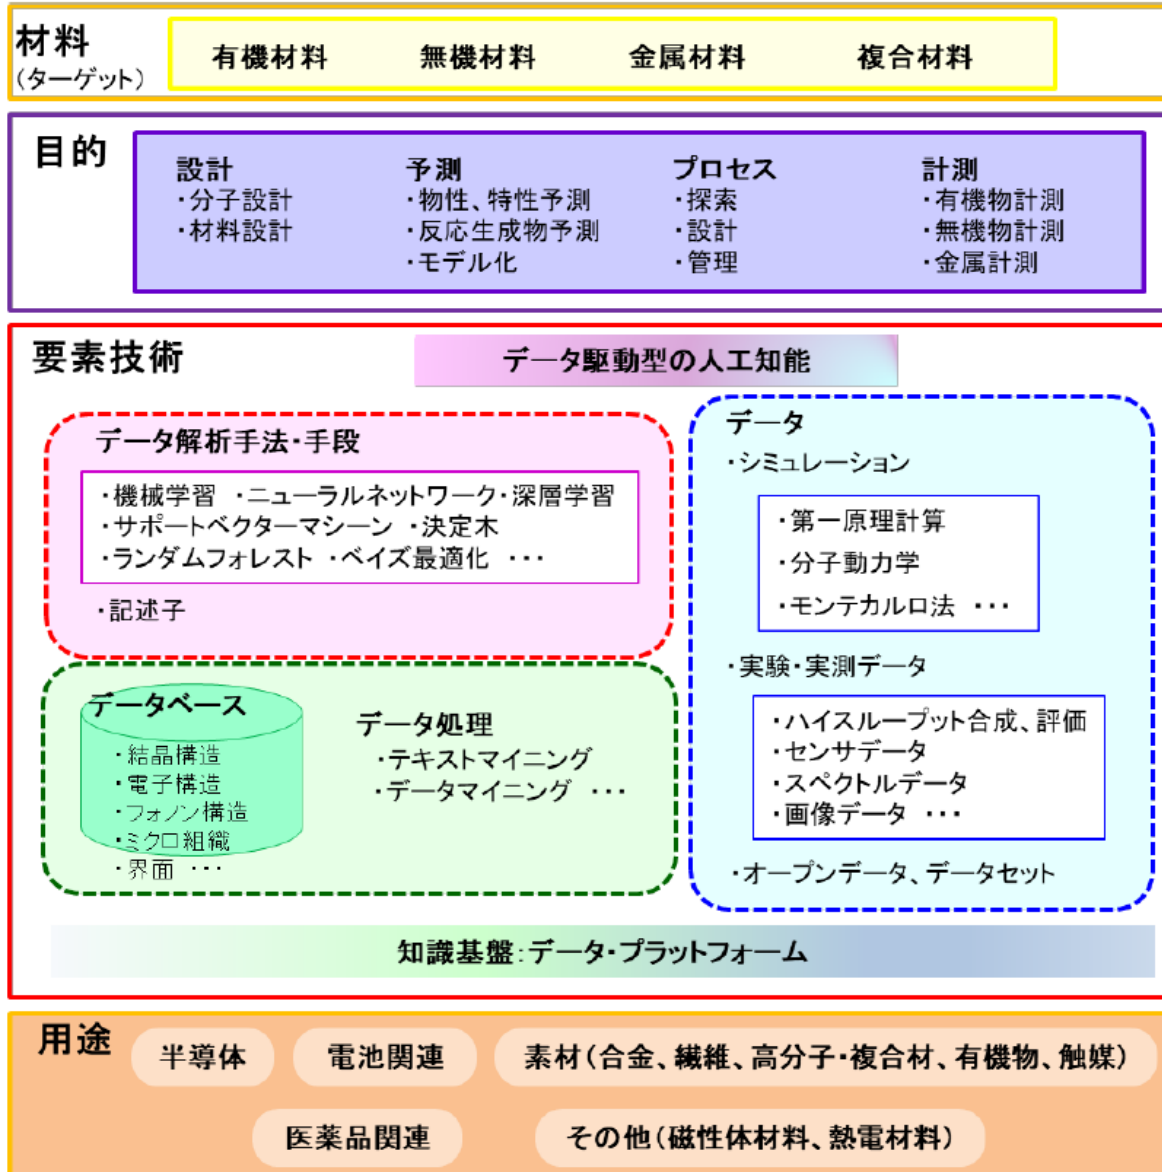 材料
(ターゲット)
有機材料 無機材料 金属材料 複合材料
目的
設計
・分子設計
・材料設計
予測
・物性、特性予測
・反応生成物予測
・モデル化
プロセス
・探索
・設計
・管理
計測
・有機物計測
・無機物計測
・金属計測
要素技術
データ駆動型の人工知能
データ解析手法・手段
・機械学習 ・ニューラルネットワーク・深層学習
・サポートベクターマシーン ・決定木
・ランダムフォレスト ・ベイズ最適化 ・・・
・記述子
データベース
・結晶構造
・電子構造
・フォノン構造
・ミクロ組織
・界面 ・・・
データ処理
・テキストマイニング
・データマイニング ・・・
データ
・シミュレーション
・第一原理計算
・分子動力学
・モンテカルロ法 ・・・
・実験・実測データ
・ハイスループット合成、評価
・センサデータ
・スペクトルデータ
・画像データ ・・・
・オープンデータ、データセット
知識基盤:データ・プラットフォーム
用途
半導体 電池関連 素材(合金、繊維、高分子・複合材、有機物、触媒)
医薬品関連 その他(磁性体材料、熱電材料)